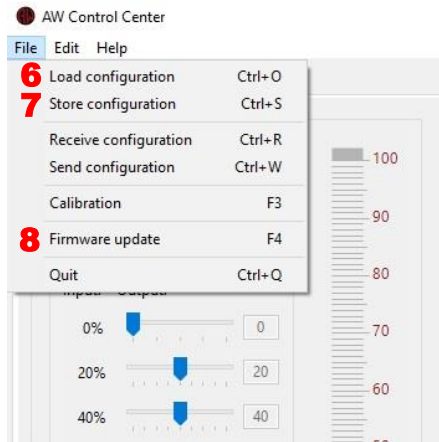 AW Control Center
File Edit Help
6 Load configuration Ctrl+O
7 Store configuration Ctrl+S
Receive configuration Ctrl+R
Send configuration Ctrl+W
Calibration F3
8 Firmware update F4
Quit Ctrl+Q
100
90
80
0% 0
70
20% 20
60
40% 40